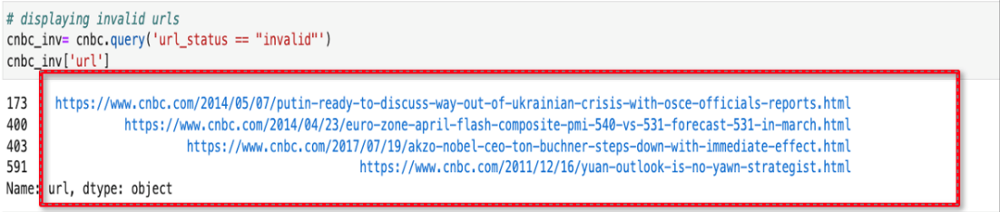 # displaying invalid urls
cnbc_inv= cnbc.query('url_status == "invalid"')
cnbc_inv['url']
173 https://www.cnbc.com/2014/05/07/putin-ready-to-discuss-way-out-of-ukrainian-crisis-with-osce-officials-reports.html
400 https://www.cnbc.com/2014/04/23/euro-zone-april-flash-composite-pmi-540-vs-531-forecast-531-in-march.html
403 https://www.cnbc.com/2017/07/19/akzo-nobel-ceo-ton-buchner-steps-down-with-immediate-effect.html
591 https://www.cnbc.com/2011/12/16/yuan-outlook-is-no-yawn-strategist.html
Name: url, dtype: object